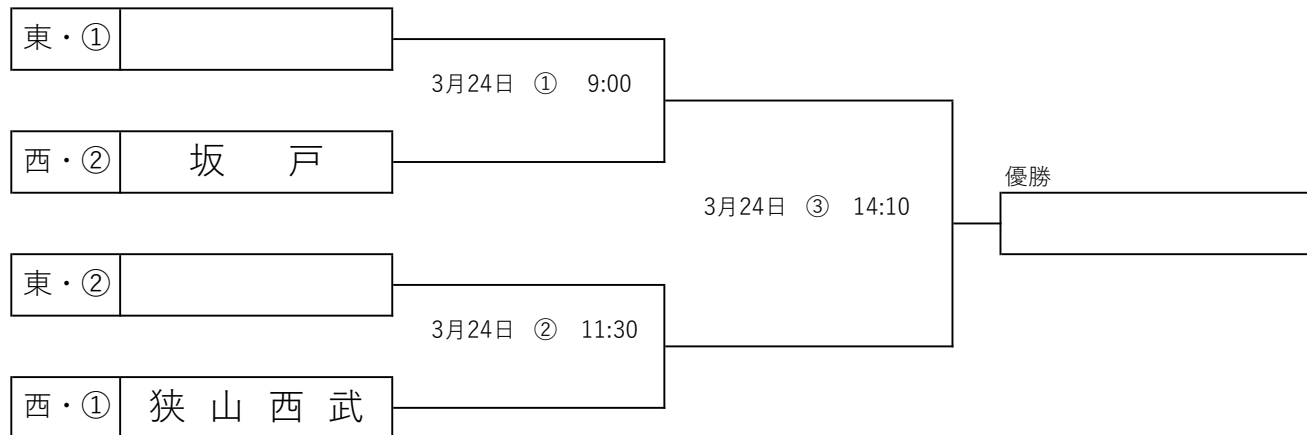 東・①
3月24日 ① 9:00
西・② 坂 戸
優勝
3月24日 ③ 14:10
東・②
3月24日 ② 11:30
西・① 狭 山 西 武